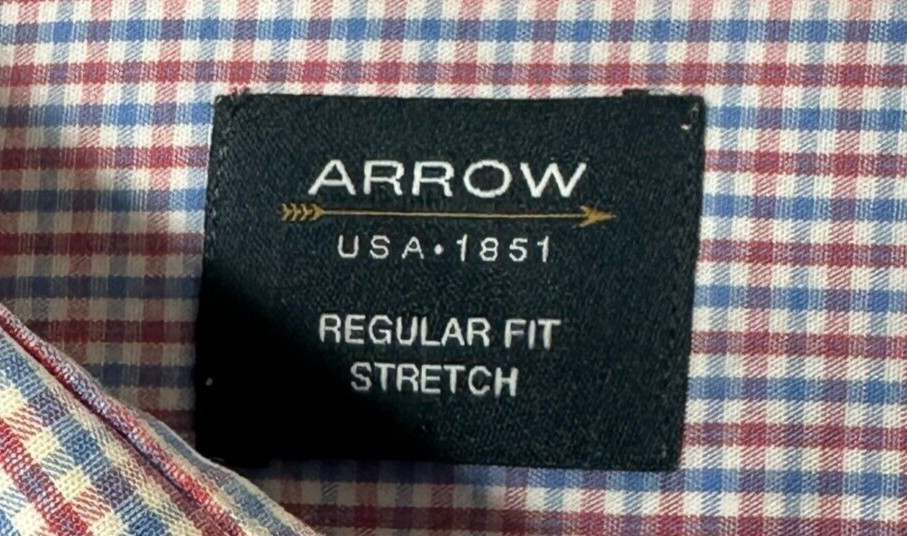 ARROW
USA•1851
REGULAR FIT
STRETCH